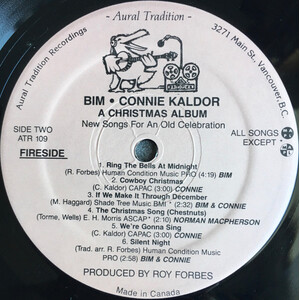 - Aural Tradition -
Aural Tradition Recordings -
3271 Main St., Vancouver, B.C.
BIM • CONNIE KALDOR
A CHRISTMAS ALBUM
New Songs For An Old Celebration
SIDE TWO
ATR 109
FIRESIDE
ALL SONGS
EXCEPT *
1. Ring The Bells At Midnight
(R. Forbes) Human Condition Music PRO (4:19) BIM
2. Cowboy Christmas
(C. Kaldor) CAPAC (3:00) CONNIE
3. If We Make It Through December
(M. Haggard) Shade Tree Music BMI* (2:32) BIM & CONNIE
4. The Christmas Song (Chestnuts)
(Torme, Wells) E. H. Morris ASCAP* (2:10) NORMAN MACPHERSON
5. We're Gonna Sing
(C. Kaldor) CAPAC (3:00) CONNIE
6. Silent Night
(Trad. arr R. Forbes) Human Condition Music
PRO (2:58) BIM & CONNIE
PRODUCED BY ROY FORBES
Made in Canada